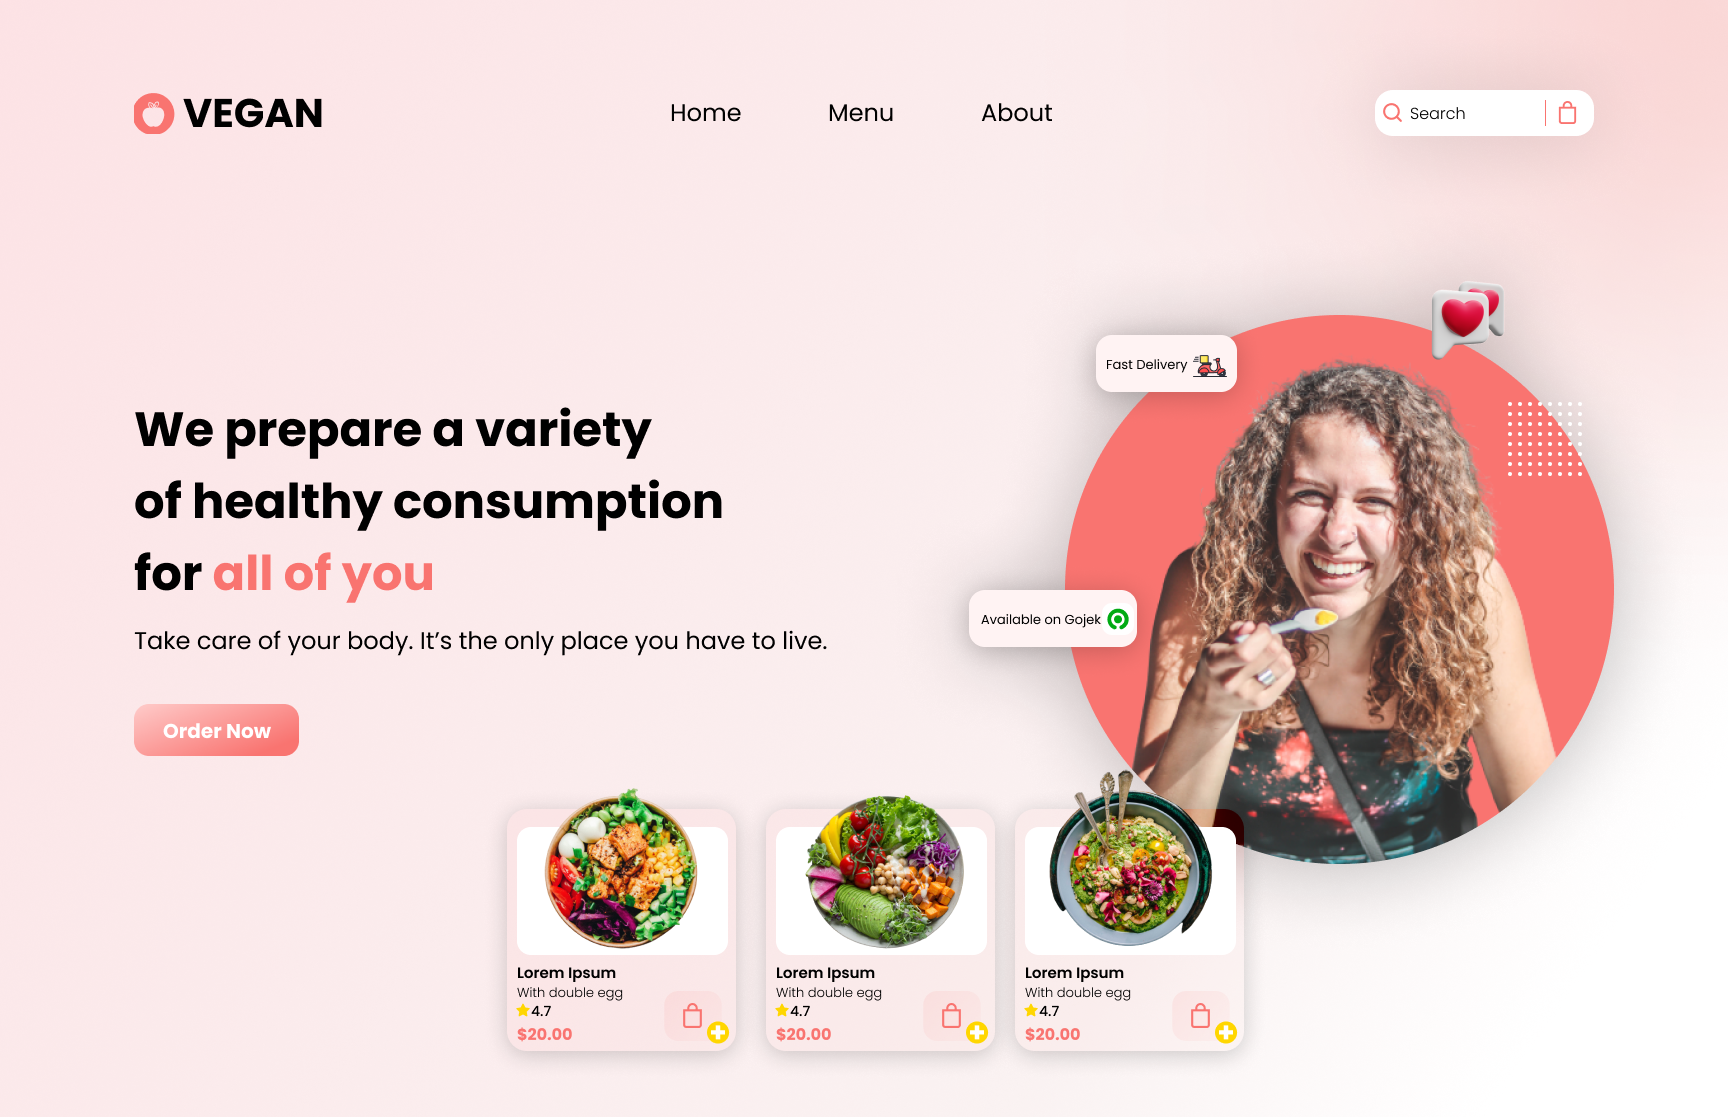 VEGAN
Home
Menu
About
Search
Fast Delivery
We prepare a variety
of healthy consumption
for all of you
Available on Gojek
Take care of your body. It’s the only place you have to live.
Order Now
Lorem Ipsum
With double egg
4.7
$20.00
Lorem Ipsum
With double egg
4.7
$20.00
Lorem Ipsum
With double egg
4.7
$20.00